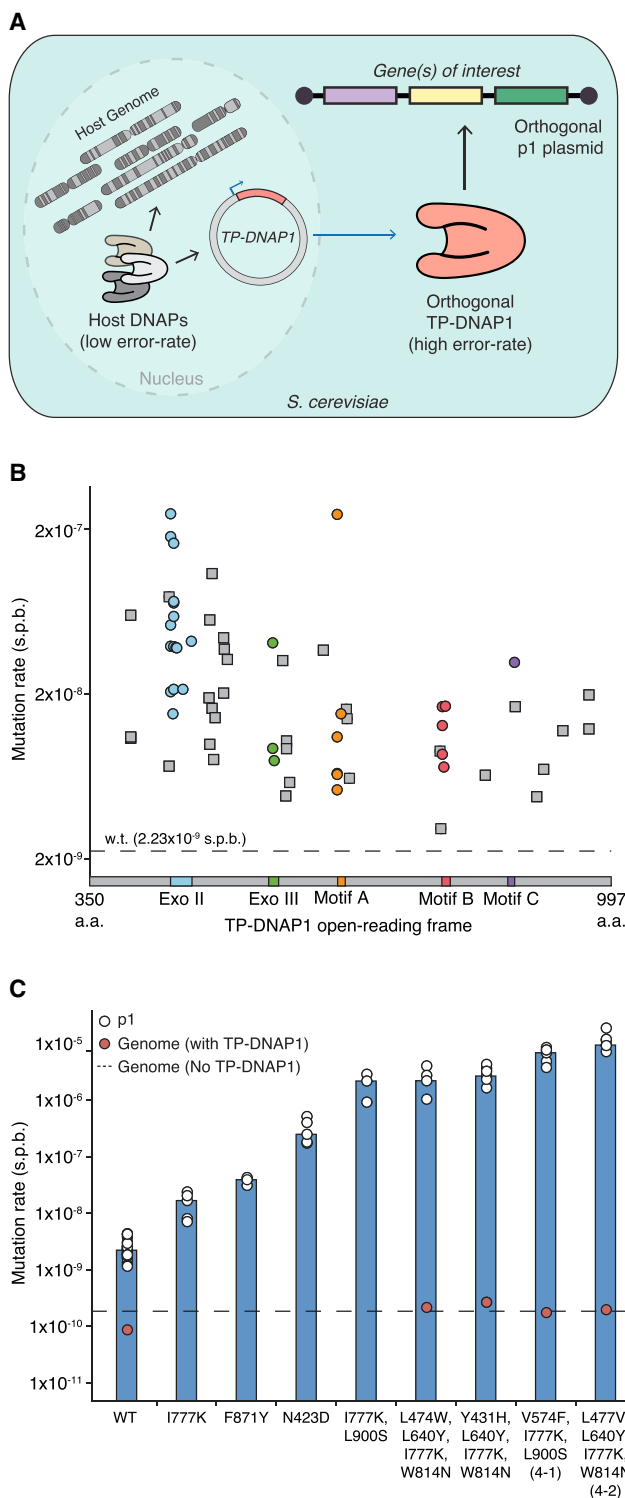 A
Host Genome
Gene(s) of interest
Orthogonal
p1 plasmid
TP-DNAP1
Host DNAPs
(low error-rate)
Orthogonal
TP-DNAP1
(high error-rate)
Nucleus
S. cerevisiae
B
Mutation rate (s.p.b.)
2x10-7
2x10-8
2x10-9
w.t. (2.23x10-9 s.p.b.)
350
a.a.
Exo II
Exo III
Motif A
Motif B
Motif C
997
a.a.
TP-DNAP1 open-reading frame
C
p1
Genome (with TP-DNAP1)
Genome (No TP-DNAP1)
Mutation rate (s.p.b.)
1x10-5
1x10-6
1x10-7
1x10-8
1x10-9
1x10-10
1x10-11
WT
I777K
F871Y
N423D
I777K,
L900S
L474W,
L640Y,
I777K,
W814N
Y431H,
L640Y,
I777K,
W814N
V574F,
I777K,
L900S
(4-1)
L477V
L640Y
I777K,
W814N
(4-2)